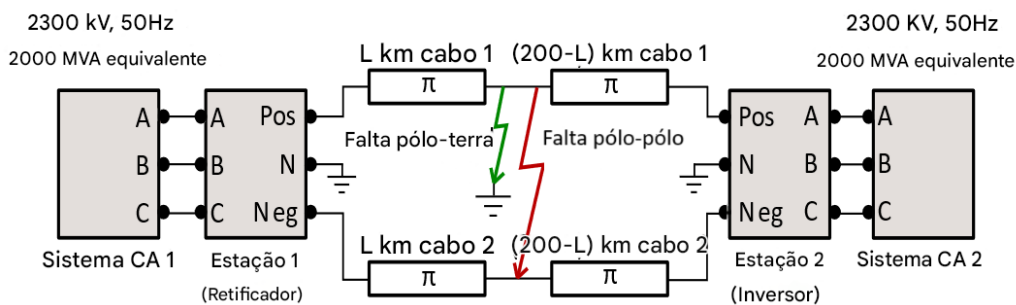 2300 kV, 50Hz
2000 MVA equivalente
2300 KV, 50Hz
2000 MVA equivalente
L km cabo 1
(200-L) km cabo 1
π
π
A
B
C
A
B
C
Pos
N
Neg
Falta pólo-terra
Falta pólo-pólo
Pos
N
Neg
A
B
C
A
B
C
L km cabo 2
(200-L) km cabo 2
π
π
Sistema CA 1
Estação 1
(Retificador)
Estação 2
(Inversor)
Sistema CA 2